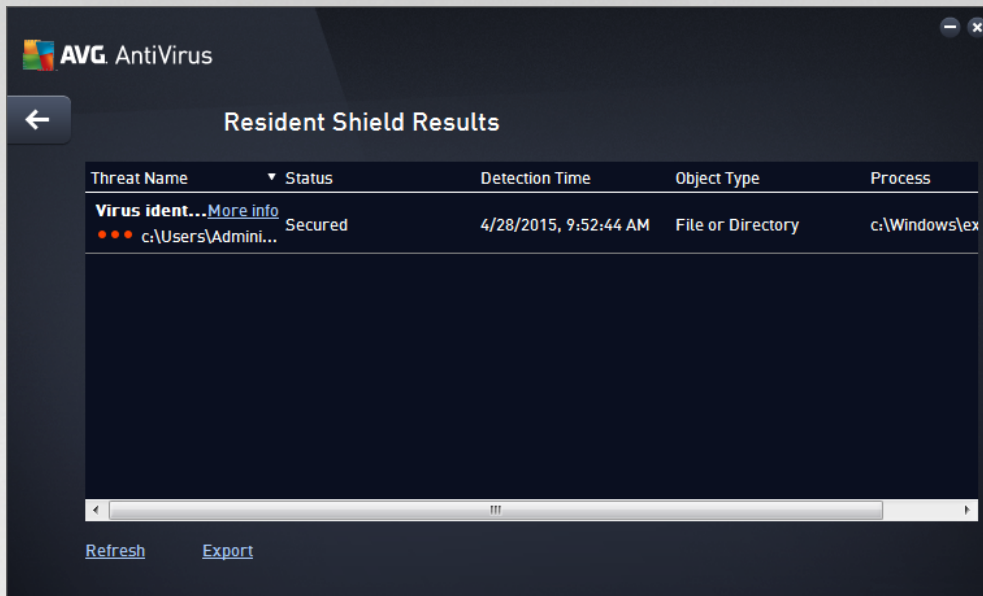 AVG. AntiVirus
Resident Shield Results
Threat Name Status Detection Time Object Type Process
Virus ident... More info
Secured 4/28/2015, 9:52:44 AM File or Directory c:\Windows\ex
c:\Users\Admini...
Refresh Export